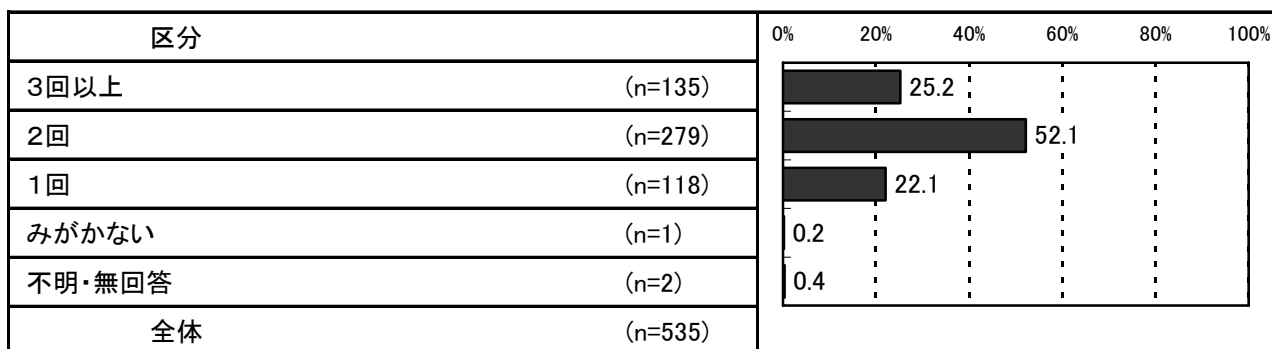 区分 0% 20% 40% 60% 80% 100%
３回以上 (n=135) 25.2
２回 (n=279) 52.1
１回 (n=118) 22.1
みがかない (n=1) 0.2
不明・無回答 (n=2) 0.4
全体 (n=535)